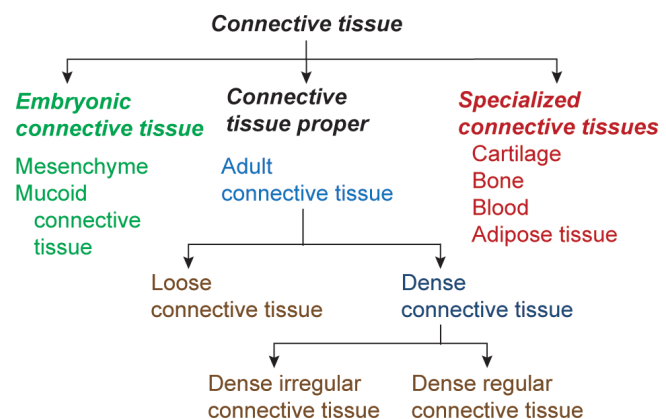 Connective tissue
Embryonic
connective tissue
Mesenchyme
Mucoid
connective
tissue
Connective
tissue proper
Adult
connective tissue
Specialized
connective tissues
Cartilage
Bone
Blood
Adipose tissue
Loose
connective tissue
Dense
connective tissue
Dense irregular
connective tissue
Dense regular
connective tissue